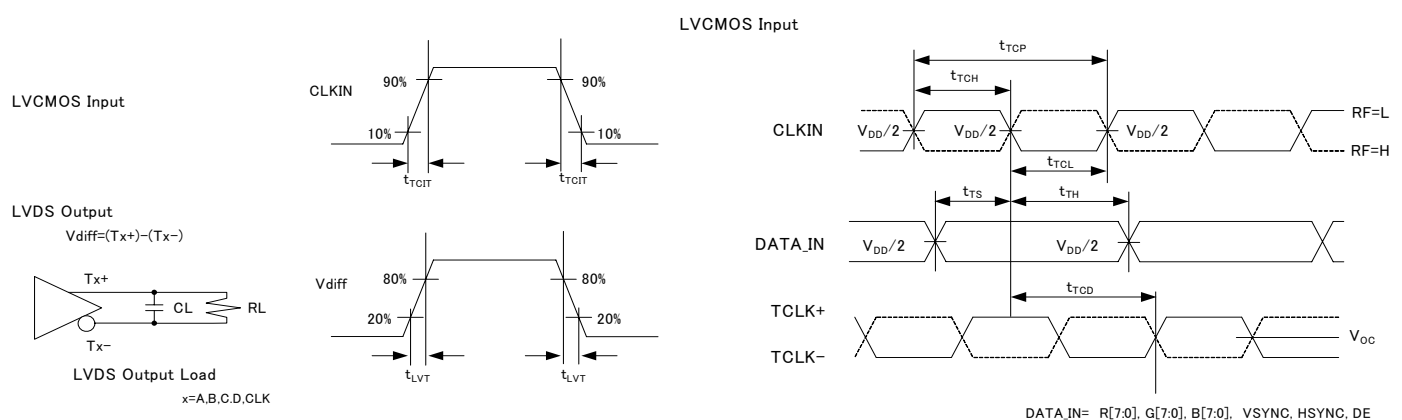 LVCMOS Input
CLKIN
90%
90%
10%
10%
tTCIT
tTCIT
LVDS Output
Vdiff=(Tx+)-(Tx-)
Tx+
CL
RL
Tx-
LVDS Output Load
x=A,B,C.D,CLK
Vdiff
80%
80%
20%
20%
tLVT
tLVT
LVCMOS Input
tTCP
tTCH
CLKIN
VDD/2
VDD/2
VDD/2
RF=L
RF=H
tTCL
tTS
tTH
DATA_IN
VDD/2
VDD/2
tTCD
TCLK+
TCLK-
VOC
DATA_IN= R[7:0], G[7:0], B[7:0], VSYNC, HSYNC, DE